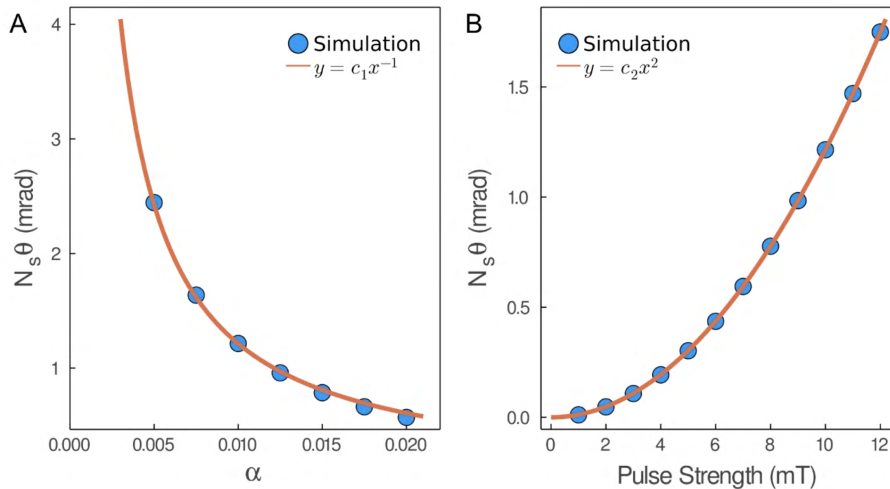 A
4
3
2
1
0.000
0.005
0.010
0.015
0.020
N_s θ (mrad)
α
Simulation
y = c₁x⁻¹
B
1.5
1.0
0.5
0.0
0
2
4
6
8
10
12
N_s θ (mrad)
Pulse Strength (mT)
Simulation
y = c₂x²